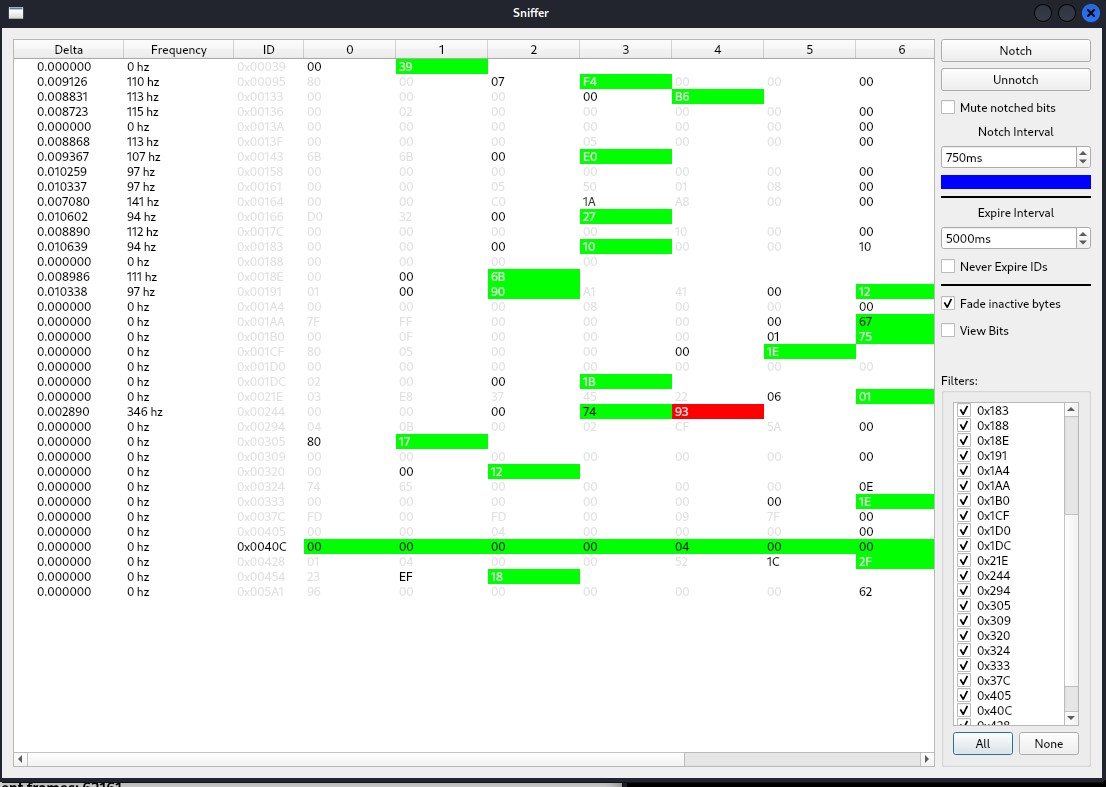 Sniffer
Delta Frequency ID 0 1 2 3 4 5 6
0.000000 0 hz 0x00039 00 39
0.009126 110 hz 0x00095 80 00 07 F4 00 00 00
0.008831 113 hz 0x00133 00 00 00 00 B6
0.008723 115 hz 0x00136 00 02 00 00 00 00 00
0.000000 0 hz 0x0013A 00 00 00 00 00 00 00
0.008868 113 hz 0x0013F 00 00 00 05 00 00 00
0.009367 107 hz 0x00143 6B 6B 00 E0
0.010259 97 hz 0x00158 00 00 00 00 00 00 00
0.010337 97 hz 0x00161 00 00 05 50 01 08 00
0.007080 141 hz 0x00164 00 00 C0 1A A8 00 00
0.010602 94 hz 0x00166 D0 32 00 27
0.008890 112 hz 0x0017C 00 00 00 00 10 00 00
0.010639 94 hz 0x00183 00 00 00 10 00 00 10
0.000000 0 hz 0x00188 00 00 00 00
0.008986 111 hz 0x0018E 00 00 6B
0.010338 97 hz 0x00191 01 00 90 A1 41 00 12
0.000000 0 hz 0x001A4 00 00 00 08 00 00 00
0.000000 0 hz 0x001AA 7F FF 00 00 00 00 67
0.000000 0 hz 0x001B0 00 0F 00 00 00 01 75
0.000000 0 hz 0x001CF 80 05 00 00 00 1E
0.000000 0 hz 0x001D0 00 00 00 00 00 00 00
0.000000 0 hz 0x001DC 02 00 00 1B
0.000000 0 hz 0x0021E 03 E8 37 45 22 06 01
0.002890 346 hz 0x00244 00 00 00 74 93
0.000000 0 hz 0x00294 04 0B 00 02 CF 5A 00
0.000000 0 hz 0x00305 80 17
0.000000 0 hz 0x00309 00 00 00 00 00 00 00
0.000000 0 hz 0x00320 00 00 12
0.000000 0 hz 0x00324 74 65 00 00 00 00 0E
0.000000 0 hz 0x00333 00 00 00 00 00 00 1E
0.000000 0 hz 0x0037C FD 00 FD 00 09 7F 00
0.000000 0 hz 0x00405 00 00 04 00 00 00 00
0.000000 0 hz 0x0040C 00 00 00 00 04 00 00
0.000000 0 hz 0x00428 01 04 00 00 52 1C 2F
0.000000 0 hz 0x00454 23 EF 18 00 00 00
0.000000 0 hz 0x005A1 96 00 00 00 00 00 62
Notch
Unnotch
Mute notched bits
Notch Interval
750ms
Expire Interval
5000ms
Never Expire IDs
Fade inactive bytes
View Bits
Filters:
0x183
0x188
0x18E
0x191
0x1A4
0x1AA
0x1B0
0x1CF
0x1D0
0x1DC
0x21E
0x244
0x294
0x305
0x309
0x320
0x324
0x333
0x37C
0x405
0x40C
0x428
All None